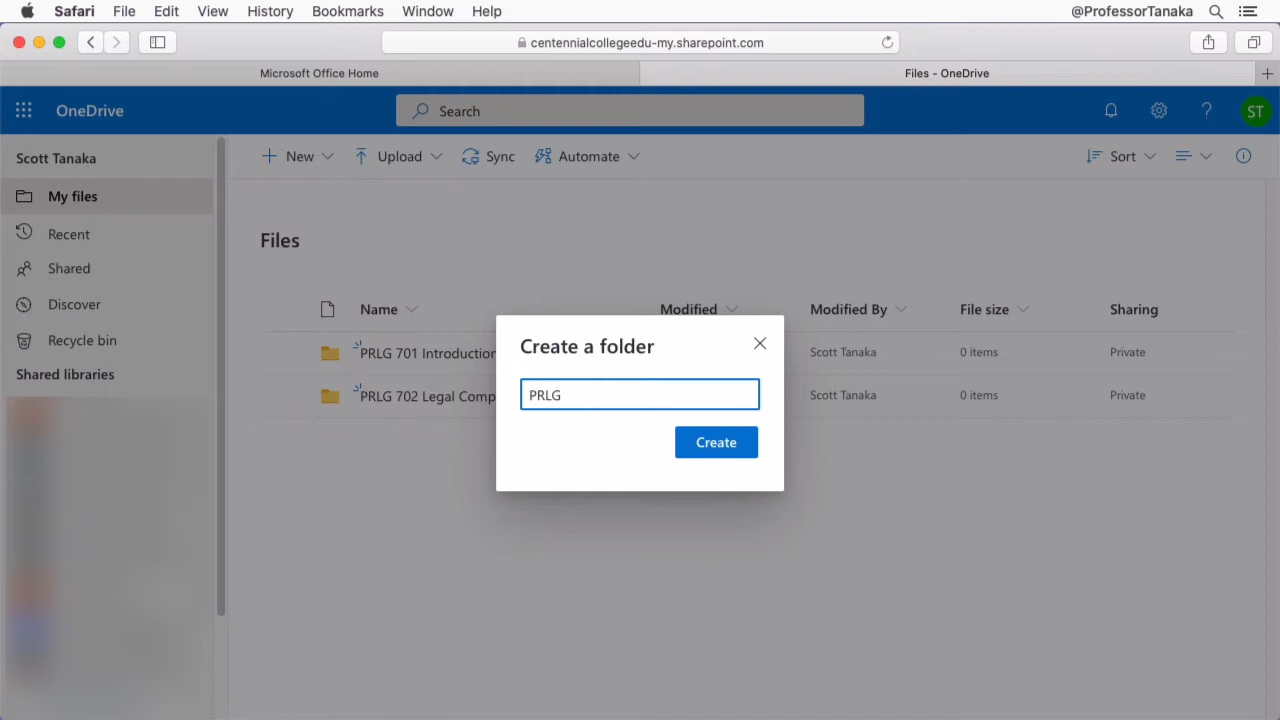 Safari File Edit View History Bookmarks Window Help @ProfessorTanaka
centennialcollegeedu-my.sharepoint.com
Microsoft Office Home Files - OneDrive
OneDrive Search ? ST
Scott Tanaka New Upload Sync Automate Sort
My files
Recent
Shared
Discover
Recycle bin
Shared libraries
Files
Name Modified Modified By File size Sharing
PRLG 701 Introduction Scott Tanaka 0 items Private
PRLG 702 Legal Comp Scott Tanaka 0 items Private
Create a folder
PRLG
Create